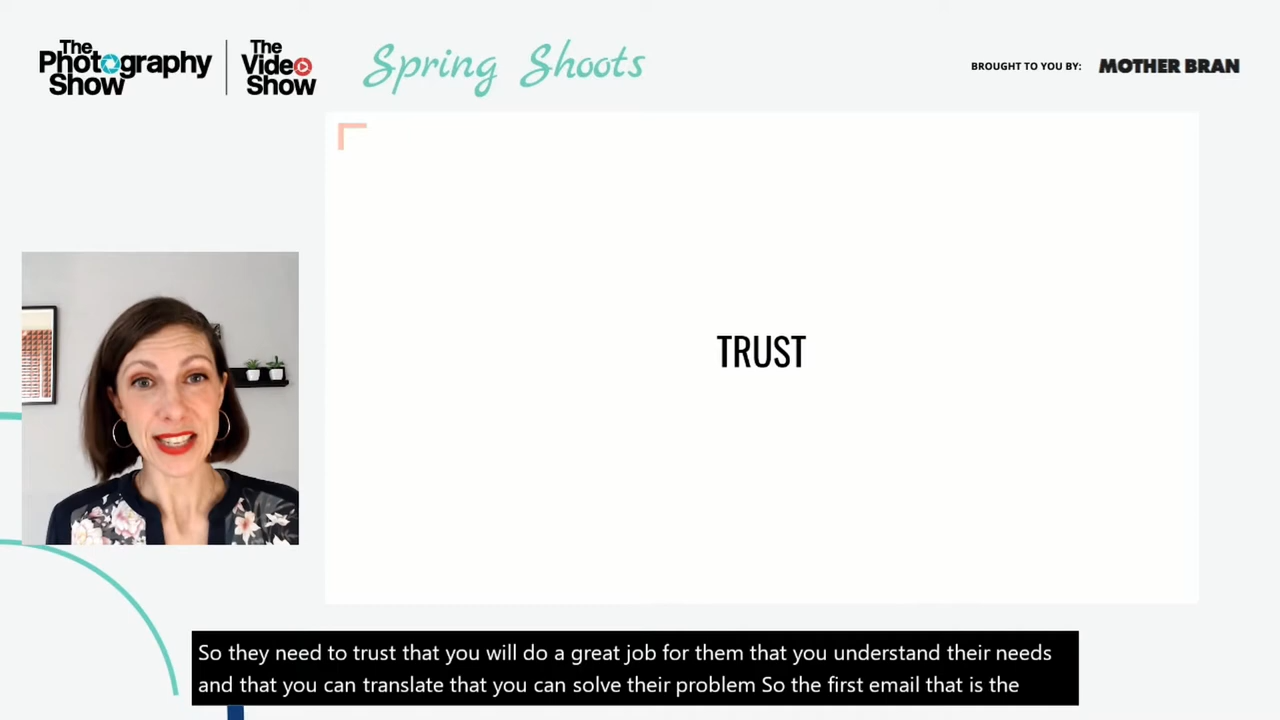 The
Photography
Show
The
Video
Show
Spring Shoots
BROUGHT TO YOU BY: MOTHER BRAN
TRUST
So they need to trust that you will do a great job for them that you understand their needs
and that you can translate that you can solve their problem So the first email that is the